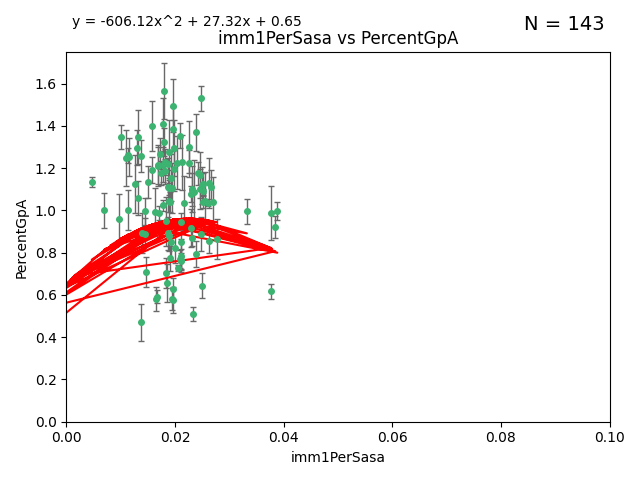 y = -606.12x^2 + 27.32x + 0.65
N = 143
imm1PerSasa vs PercentGpA
1.6
1.4
1.2
1.0
0.8
0.6
0.4
0.2
0.0
PercentGpA
0.00 0.02 0.04 0.06 0.08 0.10
imm1PerSasa